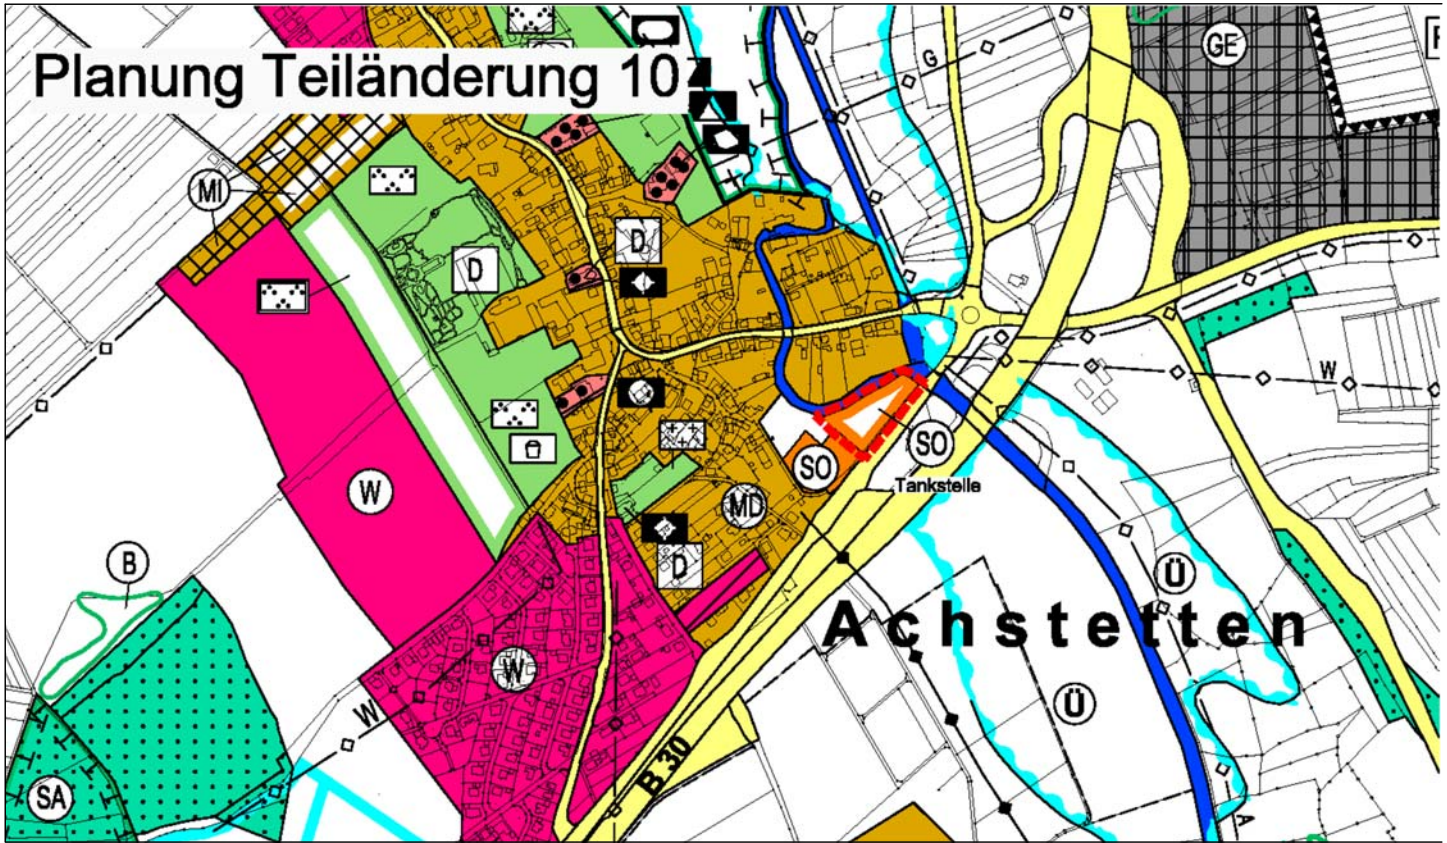 Planung Teiländerung 10
GE
G
MI
D
D
W
SO
SO
Tankstelle
W
MD
B
D
Ü
Achstetten
W
W
Ü
B 30
SA
A